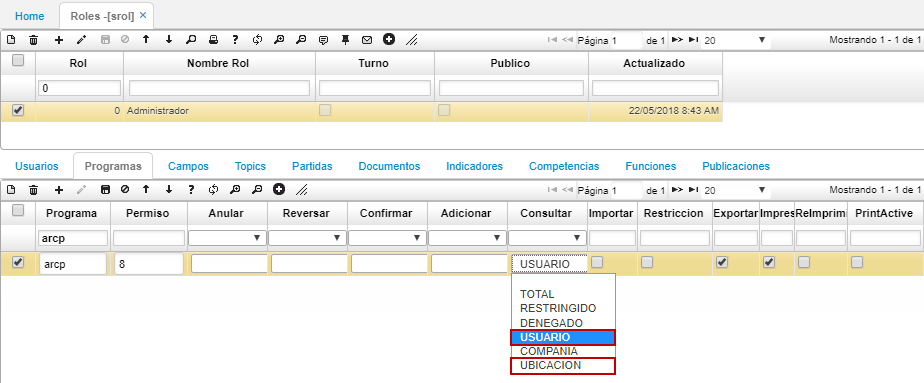 Home Roles -[srol] ×
Página 1 de 1 20 Mostrando 1 - 1 de 1
Rol Nombre Rol Turno Publico Actualizado
0
0 Administrador 22/05/2018 8:43 AM
Usuarios Programas Campos Topics Partidas Documentos Indicadores Competencias Funciones Publicaciones
Página 1 de 1 20 Mostrando 1 - 1 de 1
Programa Permiso Anular Reversar Confirmar Adicionar Consultar Importar Restriccion Exportar Impres ReImprimi PrintActive
arcp
arcp 8 USUARIO
TOTAL
RESTRINGIDO
DENEGADO
USUARIO
COMPANIA
UBICACION